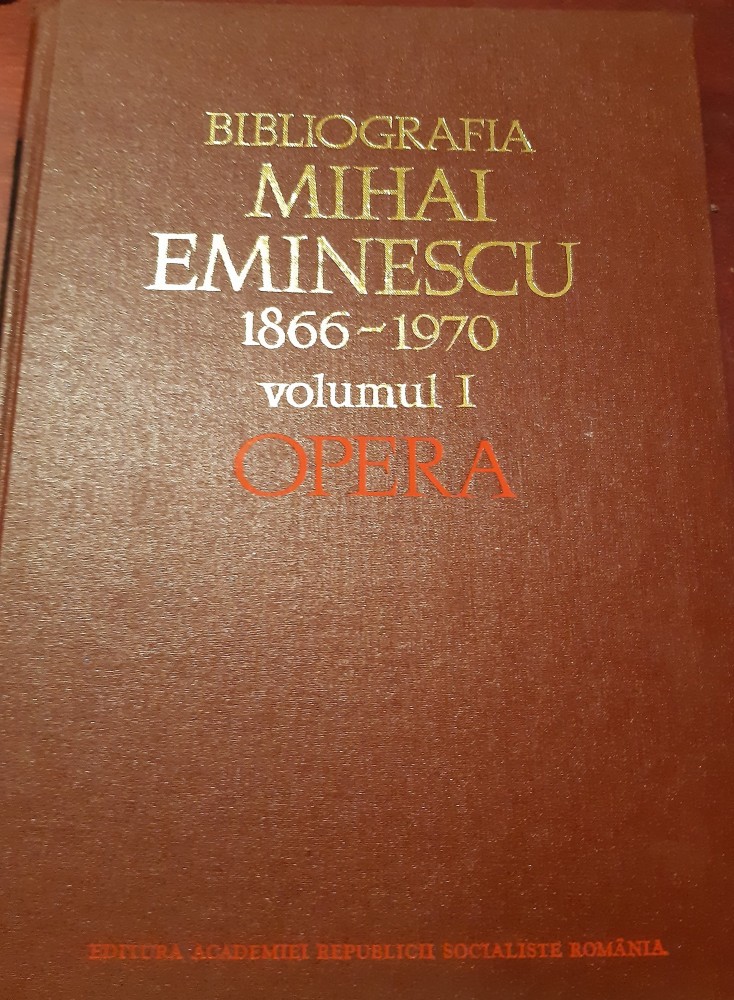 BIBLIOGRAFIA
MIHAI
EMINESCU
1866-1970
volumul I
OPERA
EDITURA ACADEMIEI REPUBLICII SOCIALISTE ROMÂNIA